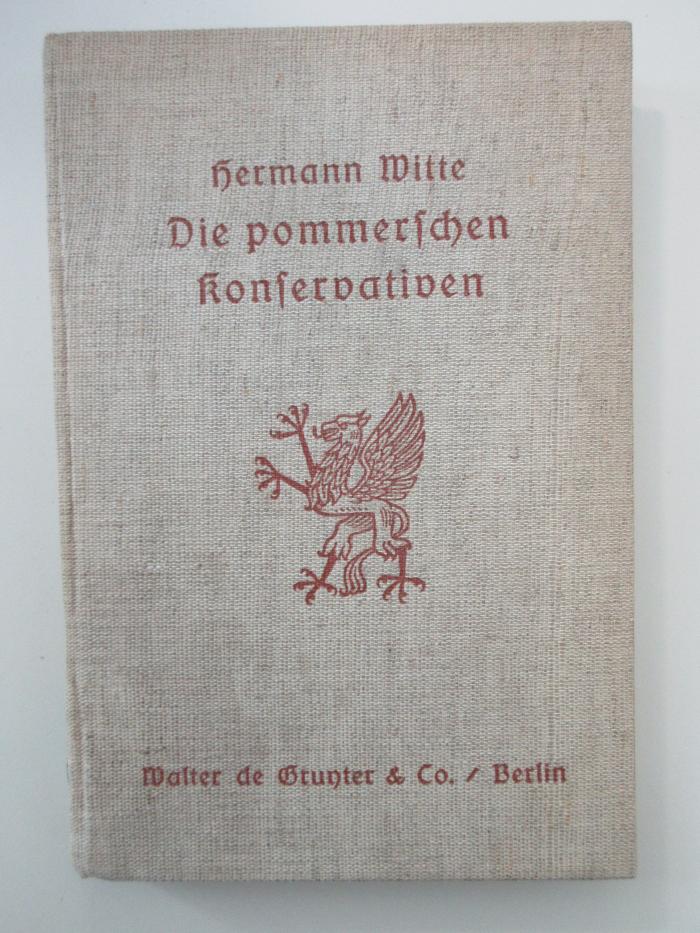 Hermann Witte
Die pommerſchen
Konſervativen
Walter de Gruyter & Co. / Berlin